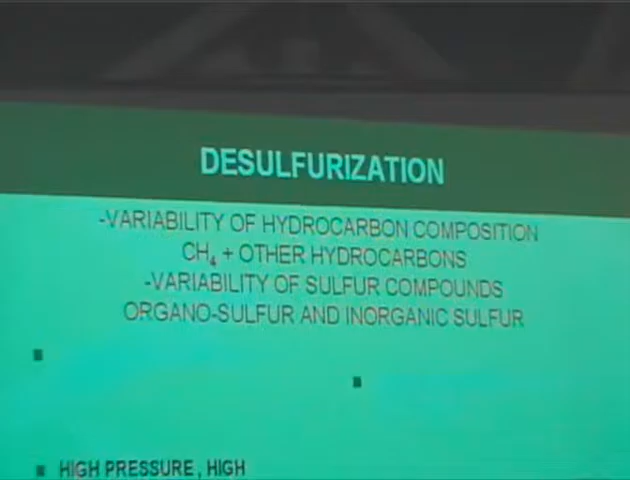 DESULFURIZATION
-VARIABILITY OF HYDROCARBON COMPOSITION
CH₄ + OTHER HYDROCARBONS
-VARIABILITY OF SULFUR COMPOUNDS
ORGANO-SULFUR AND INORGANIC SULFUR
HIGH PRESSURE, HIGH